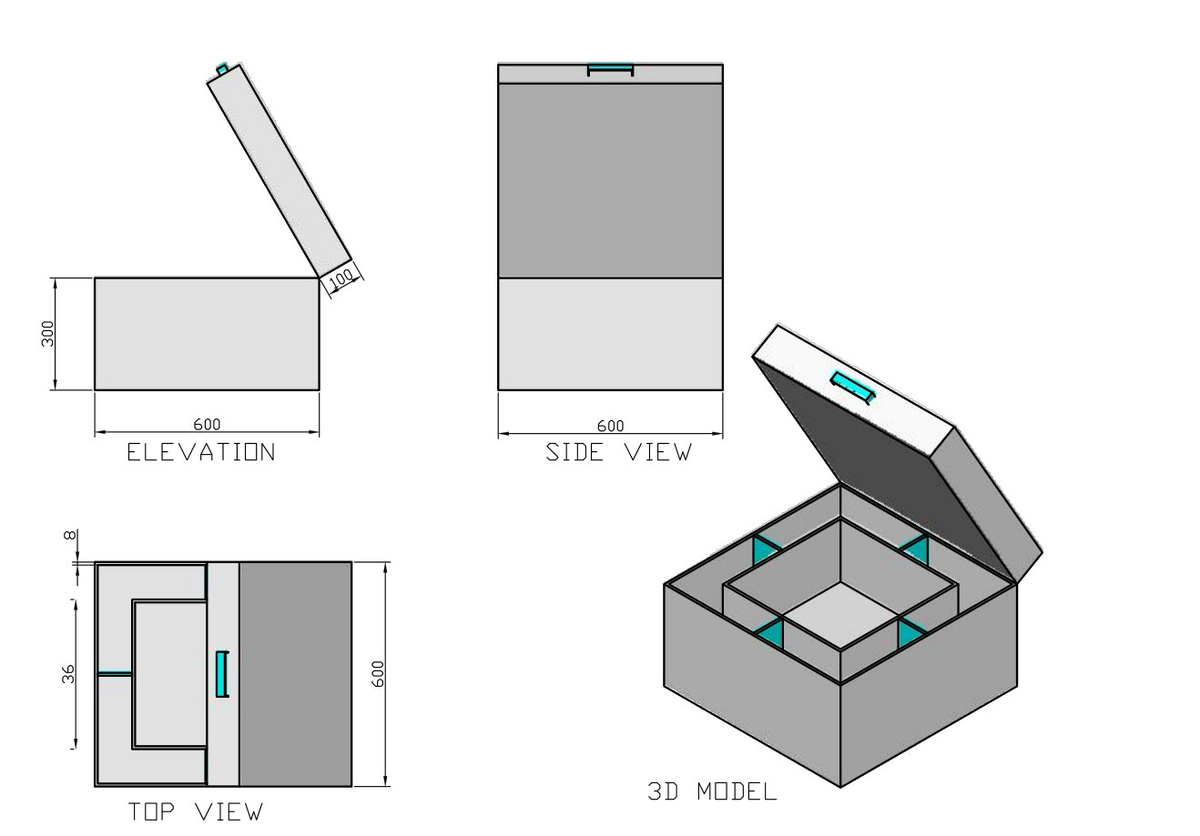 100
300
600
ELEVATION
600
SIDE VIEW
8
36
600
TOP VIEW
3D MODEL